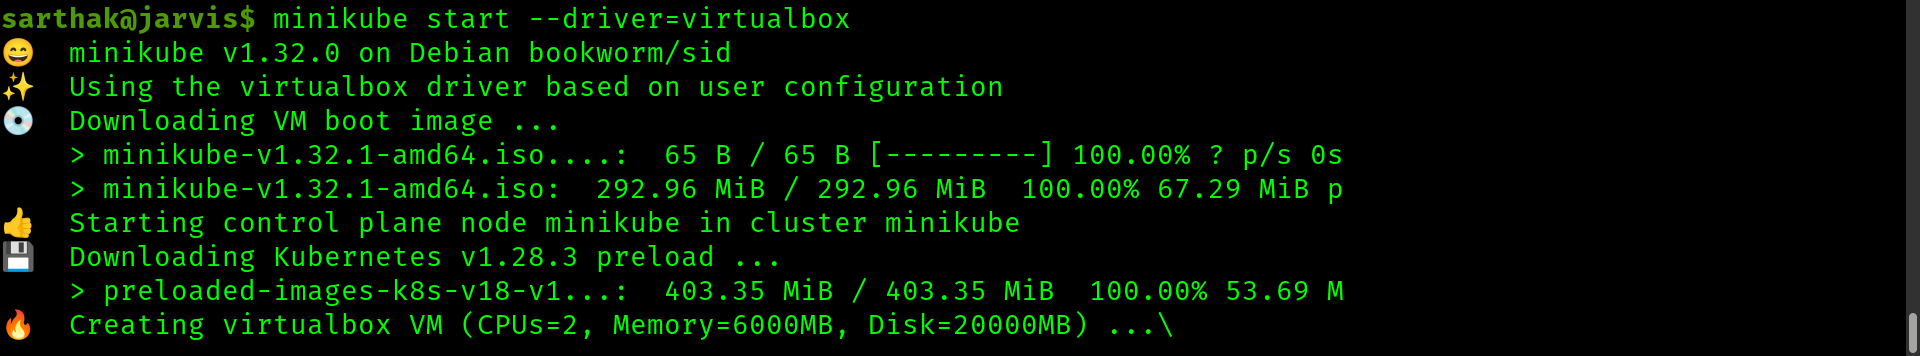 sarthak@jarvis$ minikube start --driver=virtualbox
😄  minikube v1.32.0 on Debian bookworm/sid
✨  Using the virtualbox driver based on user configuration
💿  Downloading VM boot image ...
    > minikube-v1.32.1-amd64.iso....:  65 B / 65 B [---------] 100.00% ? p/s 0s
    > minikube-v1.32.1-amd64.iso:  292.96 MiB / 292.96 MiB  100.00% 67.29 MiB p
👍  Starting control plane node minikube in cluster minikube
💾  Downloading Kubernetes v1.28.3 preload ...
    > preloaded-images-k8s-v18-v1...:  403.35 MiB / 403.35 MiB  100.00% 53.69 M
🔥  Creating virtualbox VM (CPUs=2, Memory=6000MB, Disk=20000MB) ...\